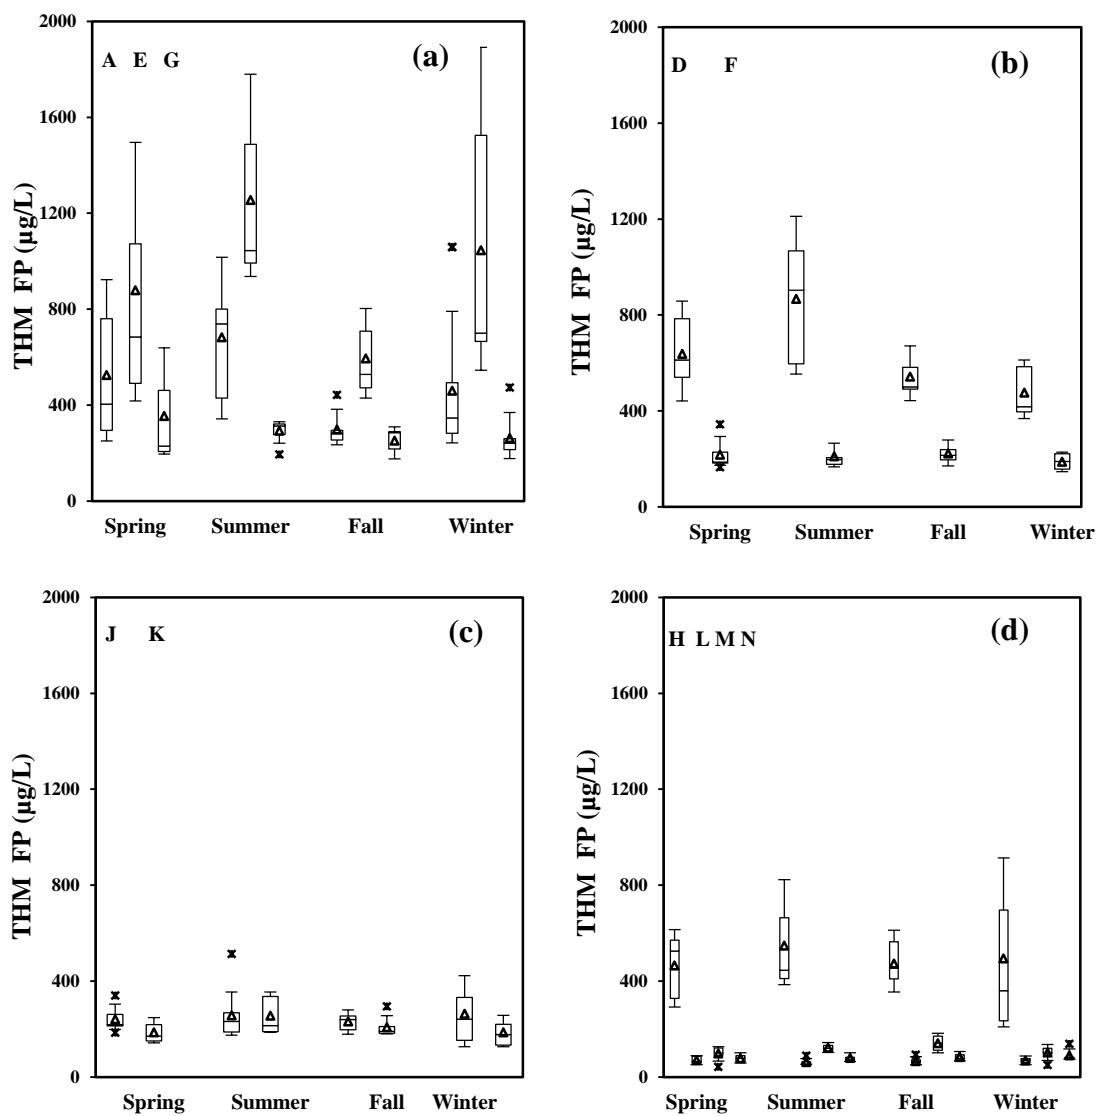 2000
1600
1200
800
400
0
THM FP (µg/L)
A E G
(a)
Spring Summer Fall Winter
2000
1600
1200
800
400
0
THM FP (µg/L)
D F
(b)
Spring Summer Fall Winter
2000
1600
1200
800
400
0
THM FP (µg/L)
J K
(c)
Spring Summer Fall Winter
2000
1600
1200
800
400
0
THM FP (µg/L)
H L M N
(d)
Spring Summer Fall Winter